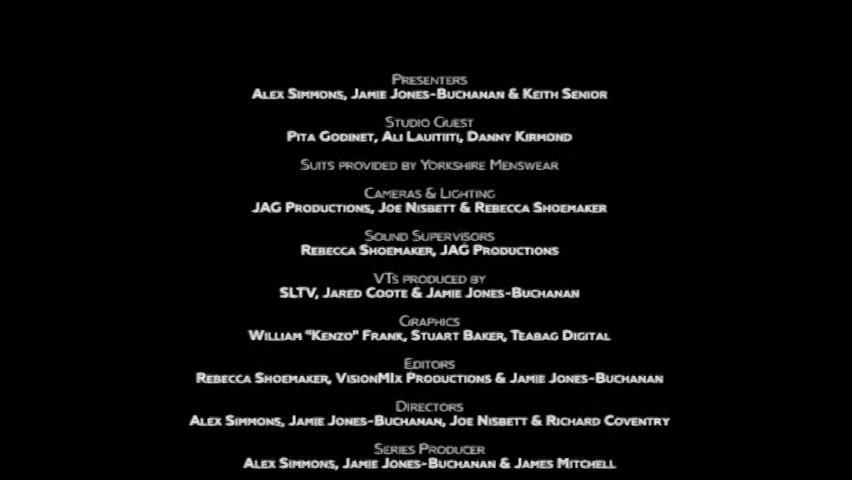 Presenters
Alex Simmons, Jamie Jones-Buchanan & Keith Senior
Studio Guest
Pita Godinet, Ali Lauitiiti, Danny Kirmond
Suits provided by Yorkshire Menswear
Cameras & Lighting
JAG Productions, Joe Nisbett & Rebecca Shoemaker
Sound Supervisors
Rebecca Shoemaker, JAG Productions
VTs produced by
SLTV, Jared Coote & Jamie Jones-Buchanan
Graphics
William "Kenzo" Frank, Stuart Baker, Teabag Digital
Editors
Rebecca Shoemaker, VisionMix Productions & Jamie Jones-Buchanan
Directors
Alex Simmons, Jamie Jones-Buchanan, Joe Nisbett & Richard Coventry
Series Producer
Alex Simmons, Jamie Jones-Buchanan & James Mitchell